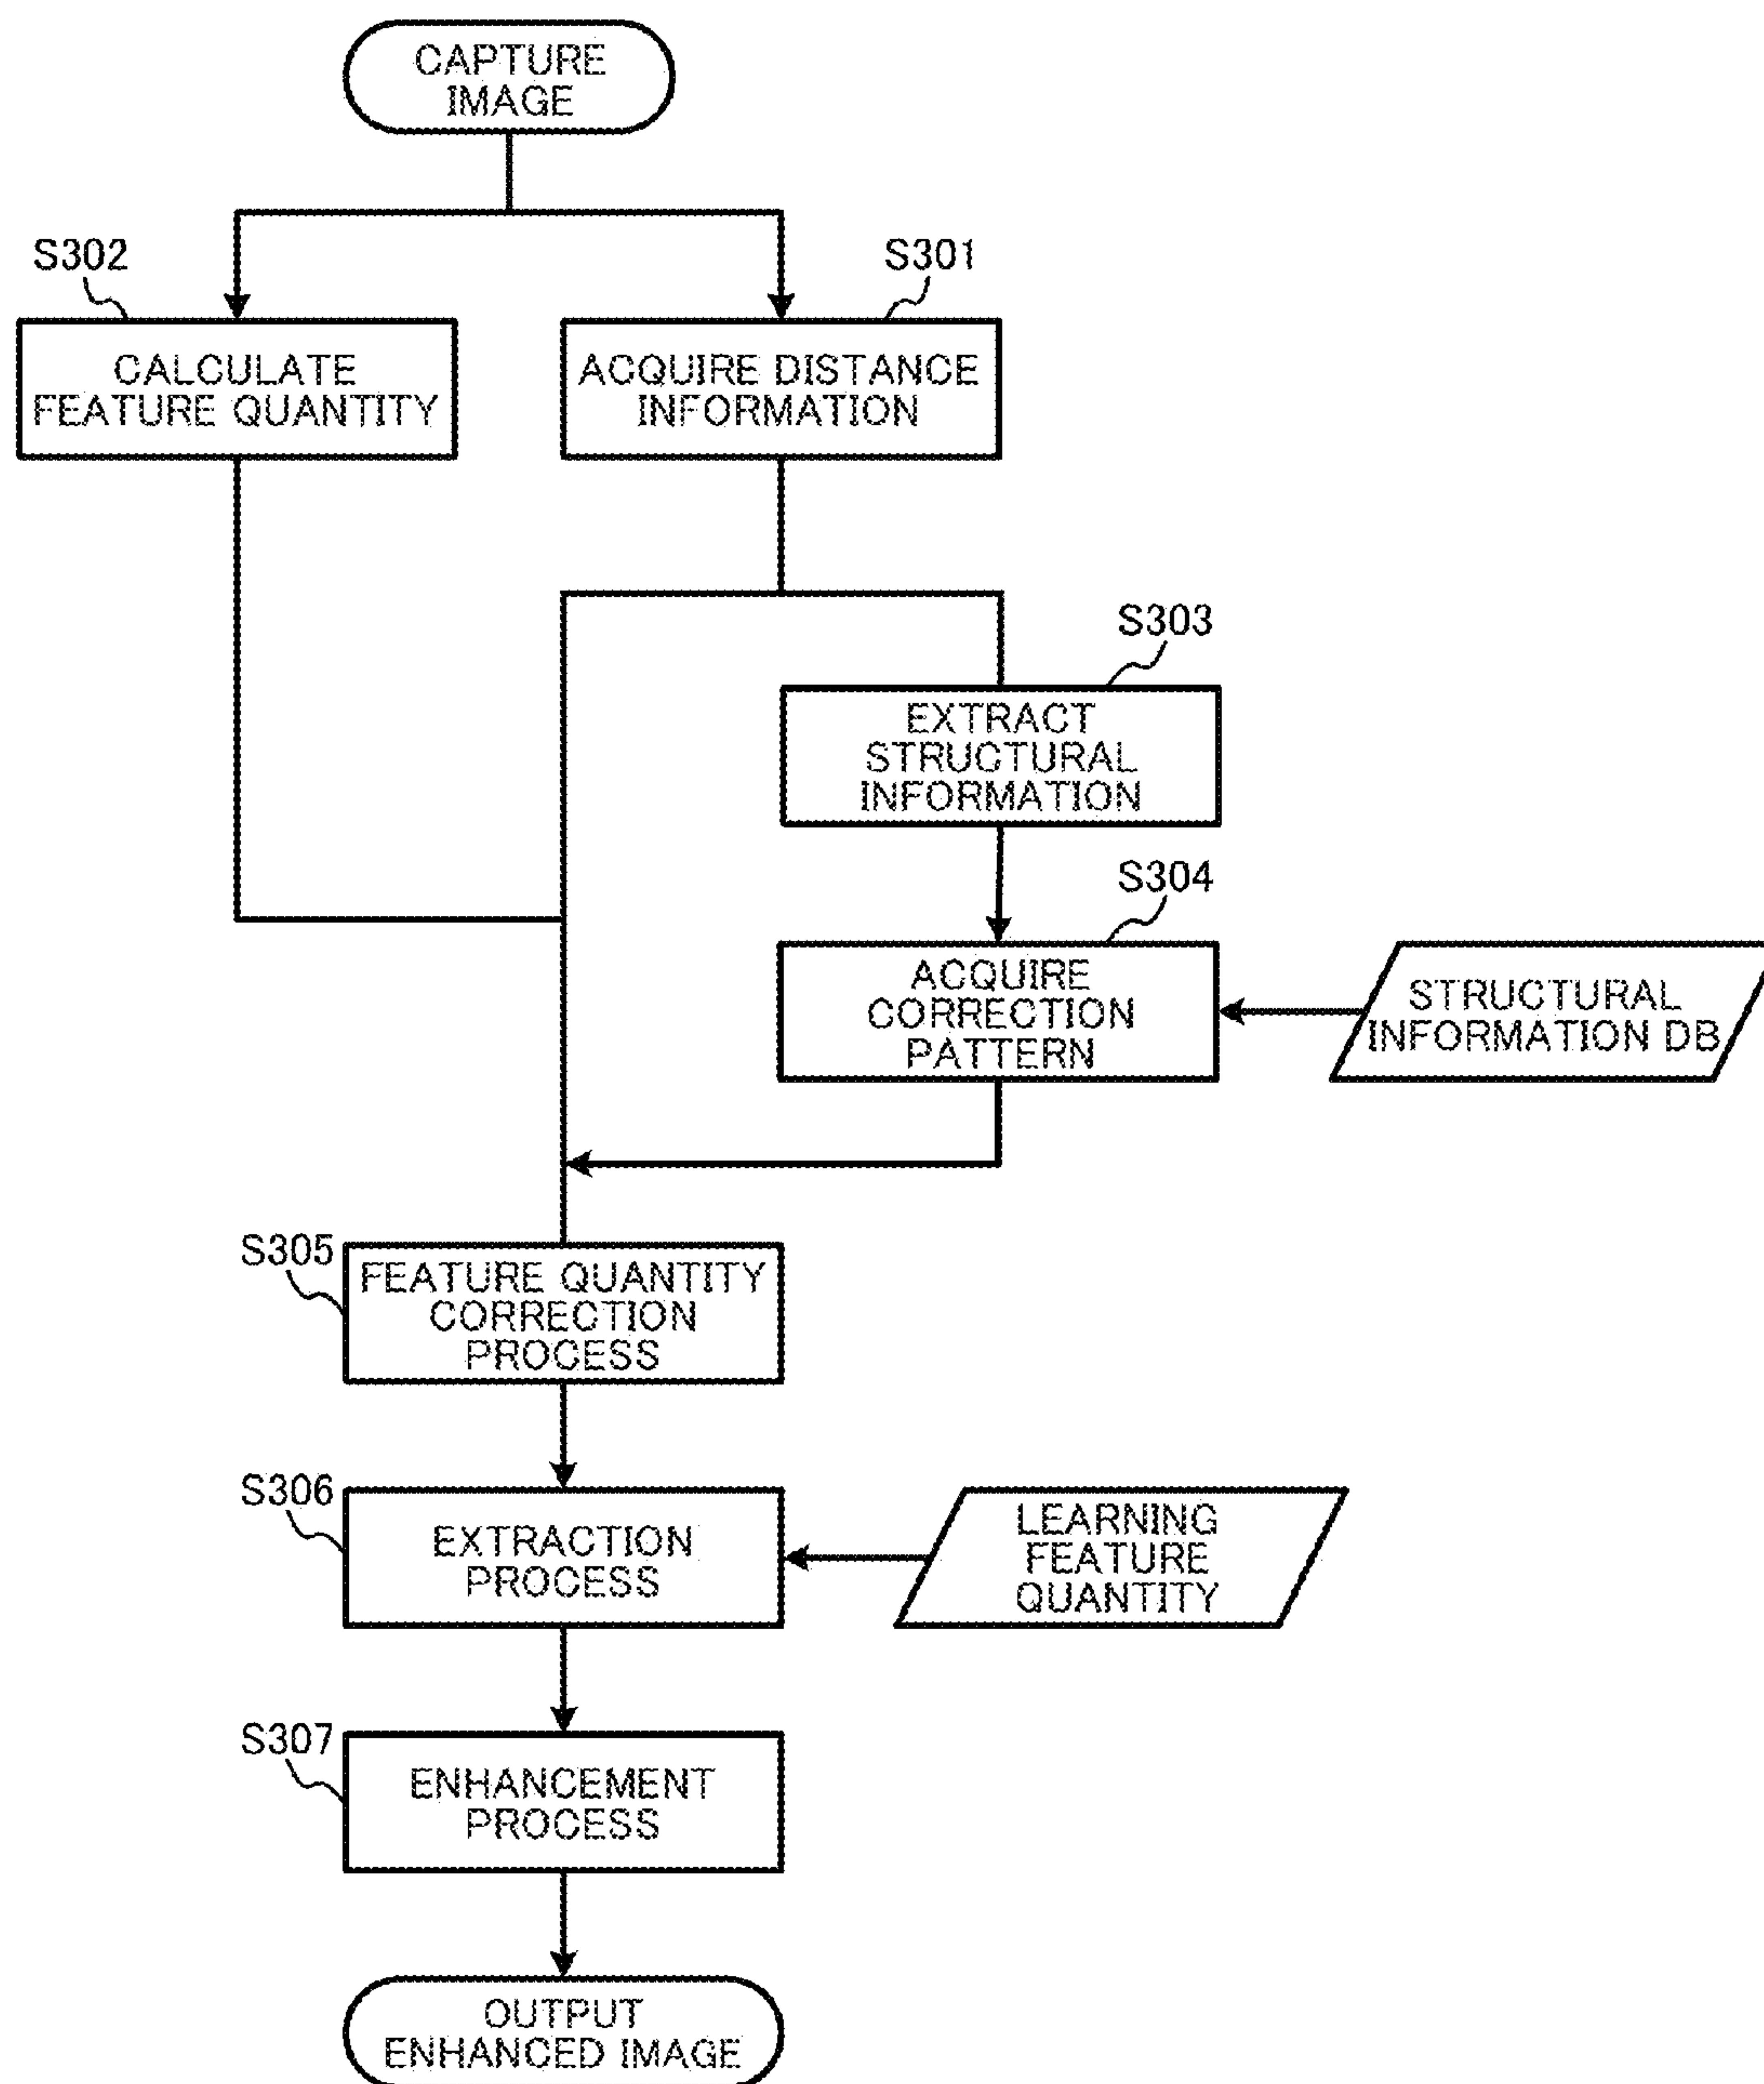 CAPTURE
IMAGE
S302
S301
CALCULATE
FEATURE QUANTITY
ACQUIRE DISTANCE
INFORMATION
S303
EXTRACT
STRUCTURAL
INFORMATION
S304
ACQUIRE
CORRECTION
PATTERN
STRUCTURAL
INFORMATION DB
S305
FEATURE QUANTITY
CORRECTION
PROCESS
S306
EXTRACTION
PROCESS
LEARNING
FEATURE
QUANTITY
S307
ENHANCEMENT
PROCESS
OUTPUT
ENHANCED IMAGE